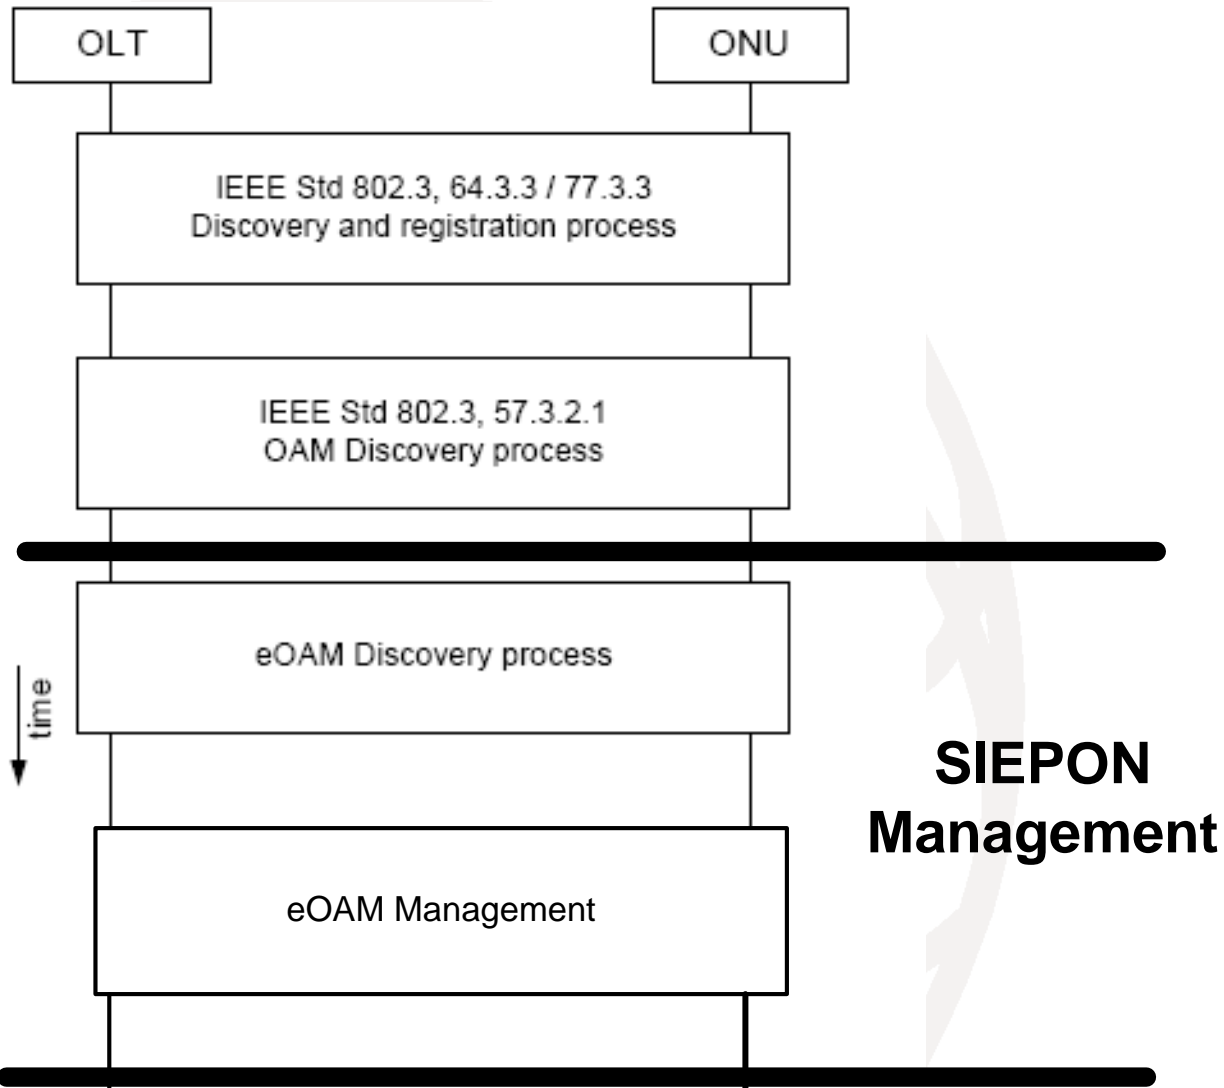 OLT
ONU
IEEE Std 802.3, 64.3.3 / 77.3.3
Discovery and registration process
IEEE Std 802.3, 57.3.2.1
OAM Discovery process
eOAM Discovery process
time
SIEPON
Management
eOAM Management